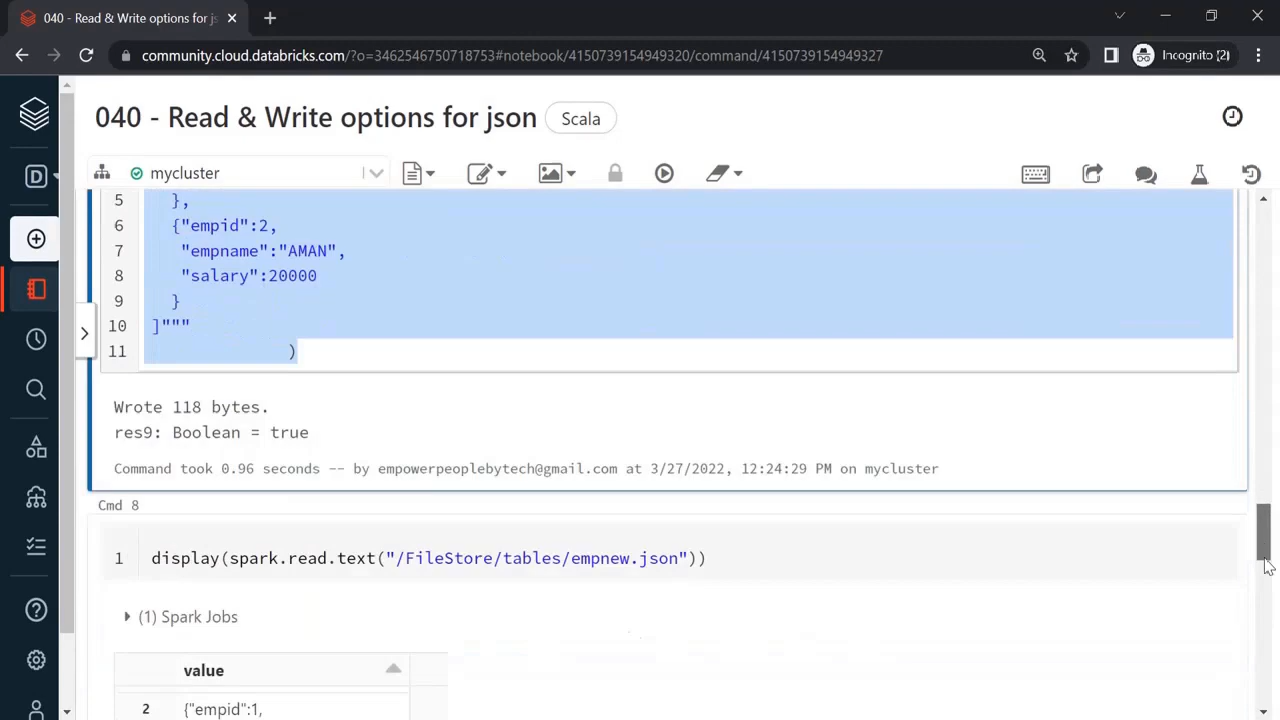 040 - Read & Write options for js
community.cloud.databricks.com/?o=3462546750718753#notebook/4150739154949320/command/4150739154949327
Incognito (2)
040 - Read & Write options for json Scala
D
mycluster
5 },
6 {"empid":2,
7 "empname":"AMAN",
8 "salary":20000
9 }
10 ]"""
11 )
Wrote 118 bytes.
res9: Boolean = true
Command took 0.96 seconds -- by empowerpeoplebytech@gmail.com at 3/27/2022, 12:24:29 PM on mycluster
Cmd 8
1 display(spark.read.text("/FileStore/tables/empnew.json"))
(1) Spark Jobs
value
2 {"empid":1,